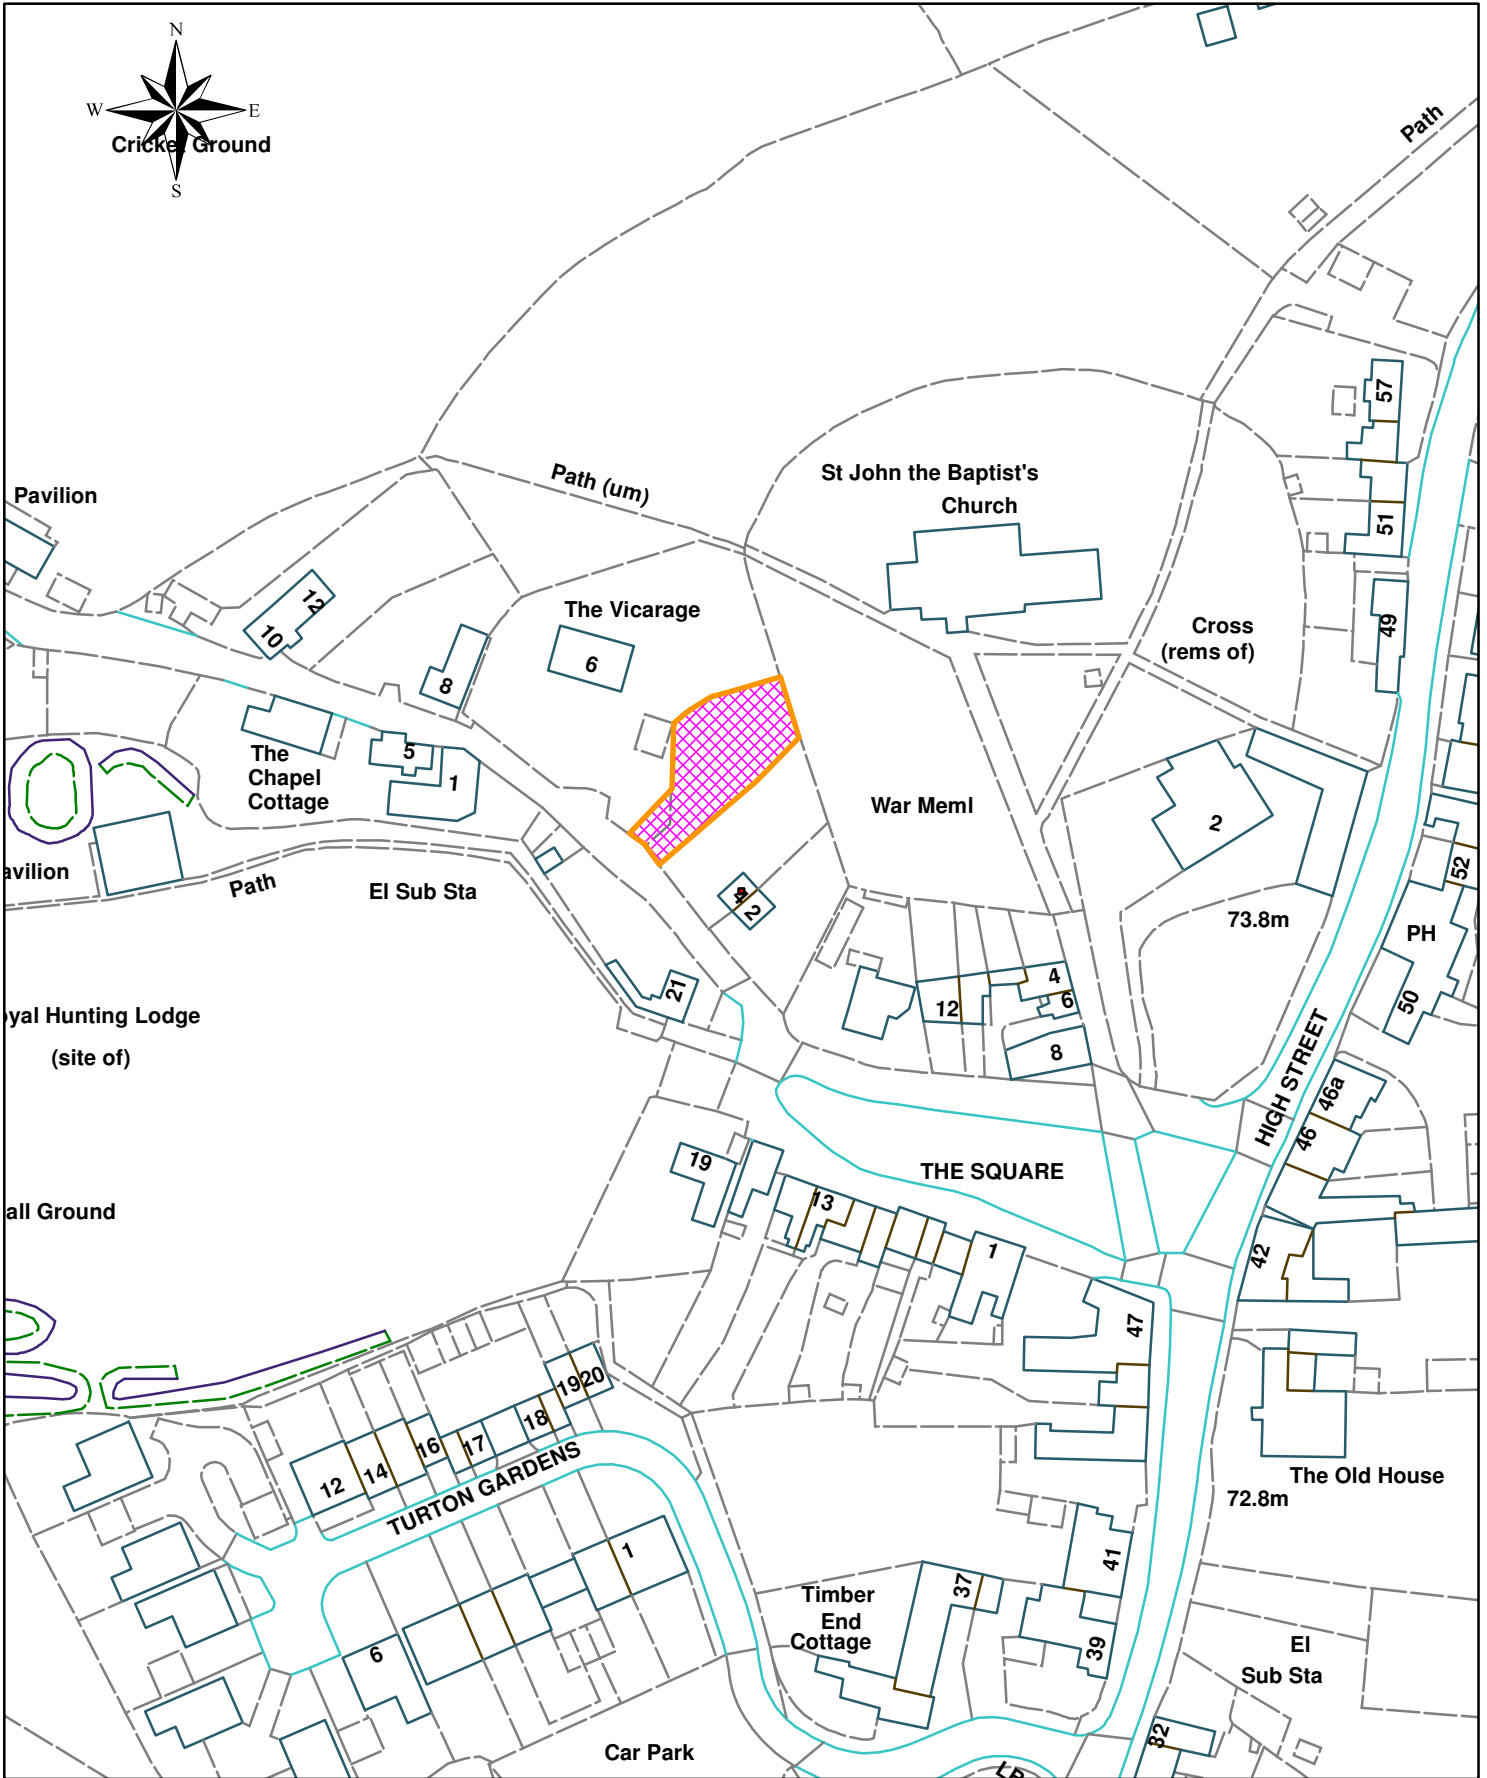 N
W
E
S
Cricket Ground
Path
57
Path (um)
St John the Baptist's
Church
Pavilion
51
12
10
The Vicarage
6
8
Cross
(rems of)
49
The
Chapel
Cottage
5
1
War Meml
2
avilion
Path
El Sub Sta
4
2
52
73.8m
PH
21
12
4
6
8
50
oyal Hunting Lodge
(site of)
HIGH STREET
46a
46
19
THE SQUARE
13
all Ground
1
42
47
19
20
18
17
16
14
12
TURTON GARDENS
The Old House
72.8m
1
41
Timber
End
Cottage
37
39
6
El
Sub Sta
Car Park
32